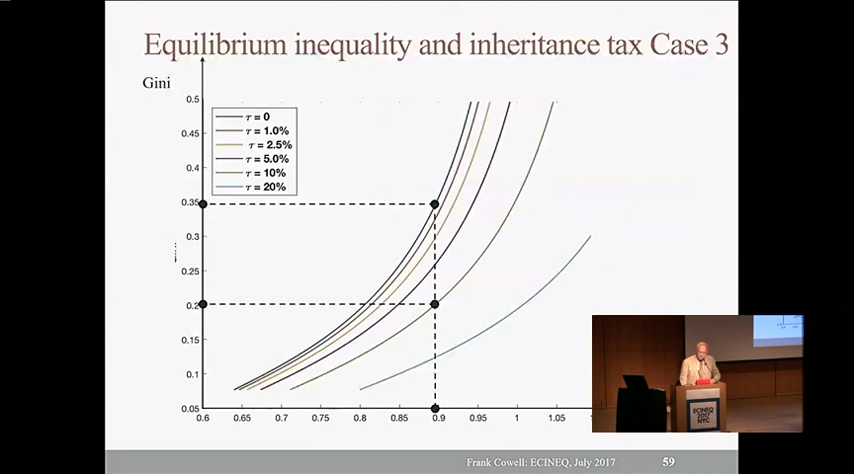 Equilibrium inequality and inheritance tax Case 3
Gini
0.5
0.45
0.4
0.35
0.3
0.25
0.2
0.15
0.1
0.05
τ = 0
τ = 1.0%
τ = 2.5%
τ = 5.0%
τ = 10%
τ = 20%
0.6 0.65 0.7 0.75 0.8 0.85 0.9 0.95 1 1.05
ECINEQ
2017
NYC
Frank Cowell: ECINEQ, July 2017 59